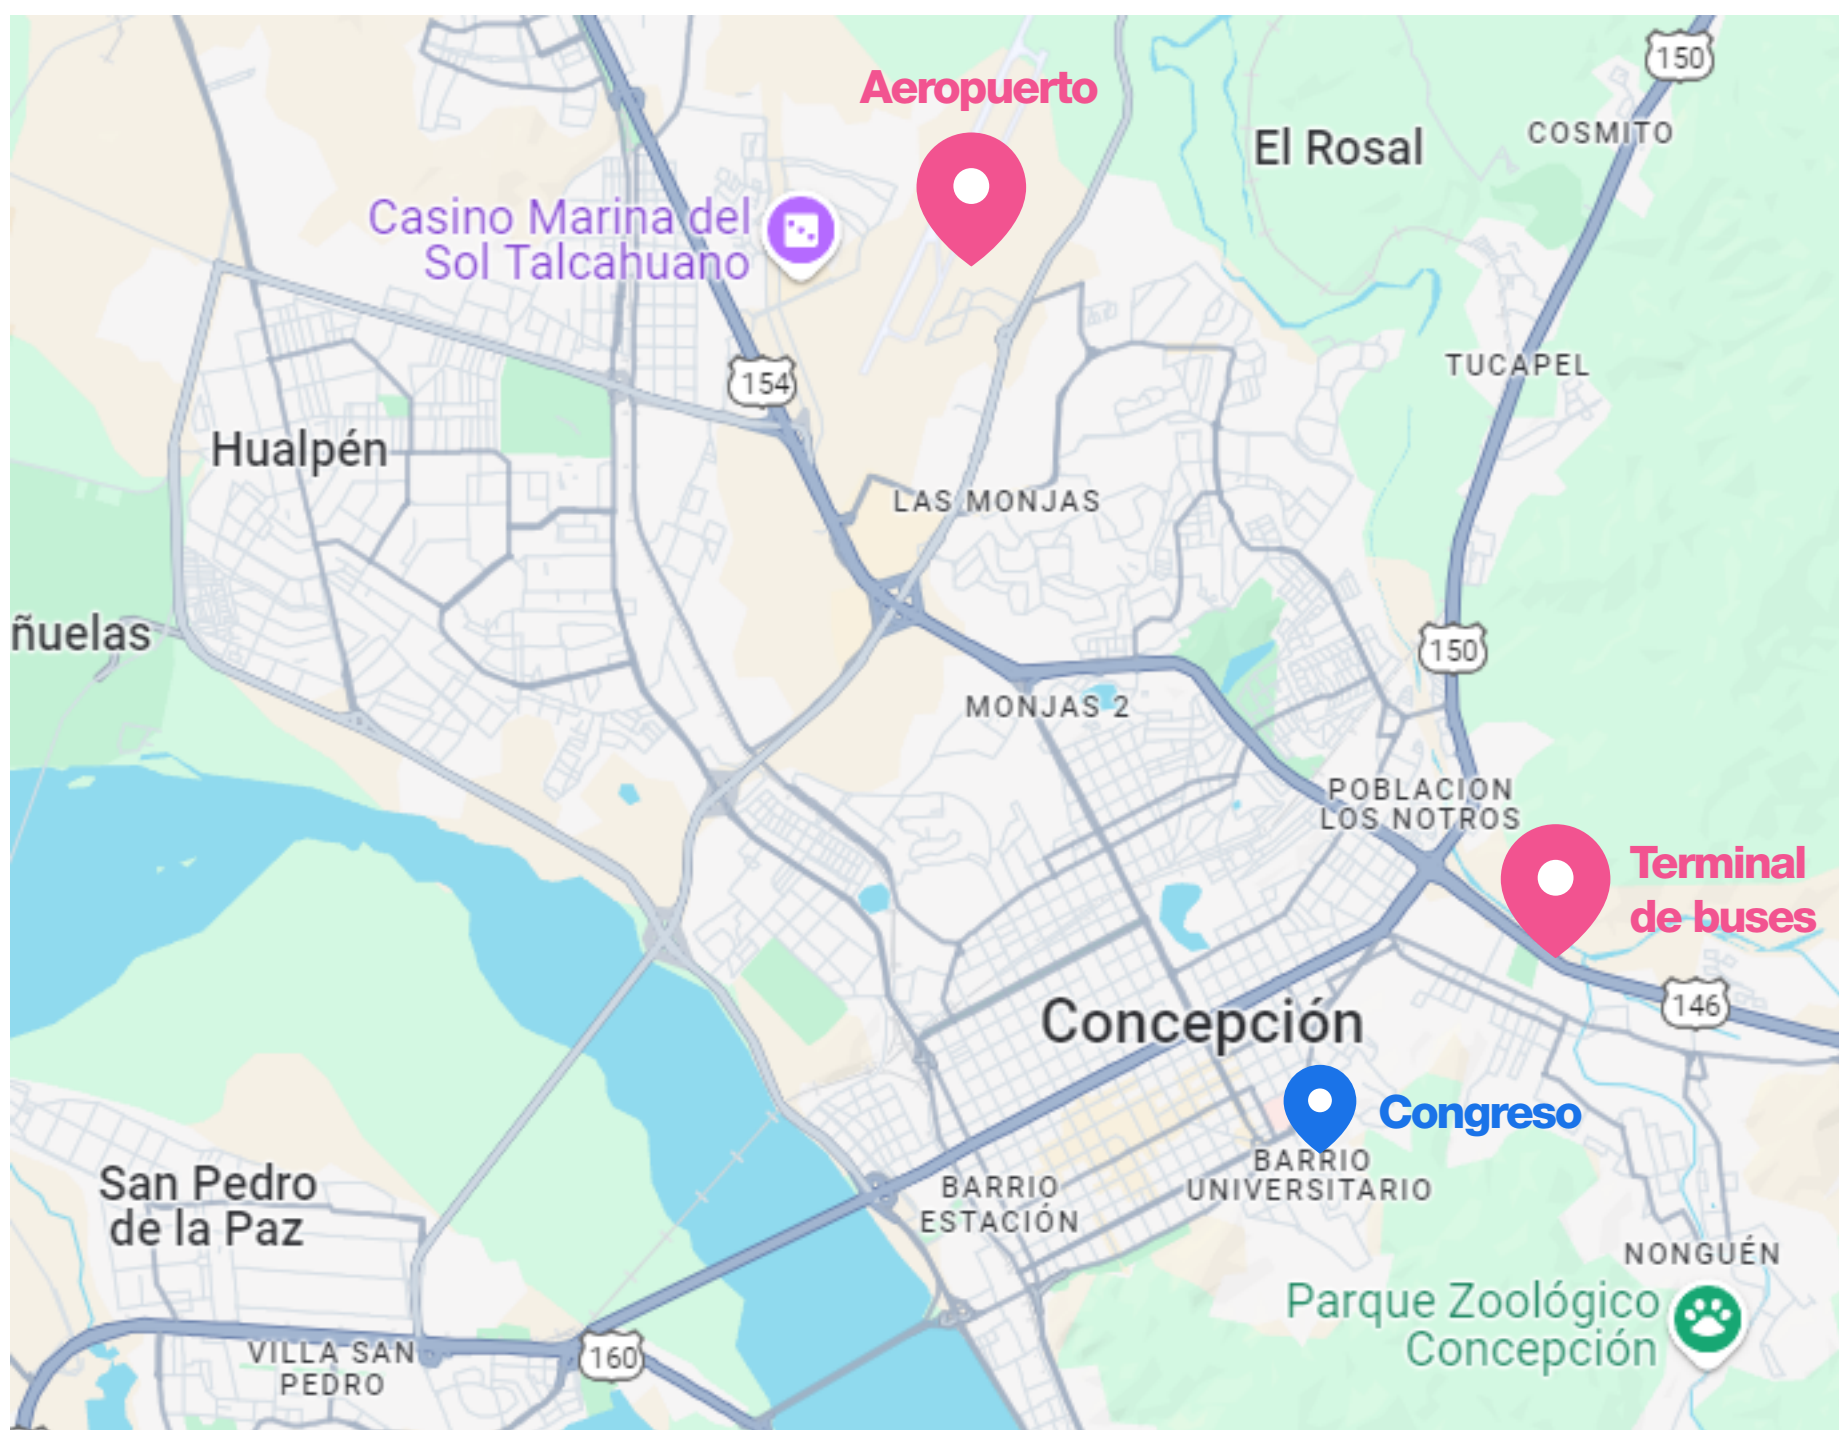 150
Aeropuerto
COSMITO
El Rosal
Casino Marina del
Sol Talcahuano
TUCAPEL
154
Hualpén
LAS MONJAS
ñuelas
150
MONJAS 2
POBLACION
LOS NOTROS
Terminal
de buses
146
Concepción
Congreso
BARRIO
UNIVERSITARIO
San Pedro
de la Paz
BARRIO
ESTACIÓN
NONGUÉN
Parque Zoológico
Concepción
VILLA SAN
PEDRO
160